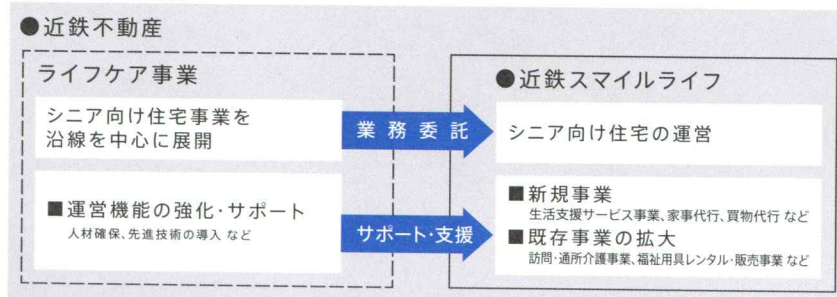 ●近鉄不動産
ライフケア事業
シニア向け住宅事業を
沿線を中心に展開
■運営機能の強化・サポート
人材確保、先進技術の導入 など
業務委託
サポート・支援
●近鉄スマイルライフ
シニア向け住宅の運営
■新規事業
生活支援サービス事業、家事代行、買物代行 など
■既存事業の拡大
訪問・通所介護事業、福祉用具レンタル・販売事業 など